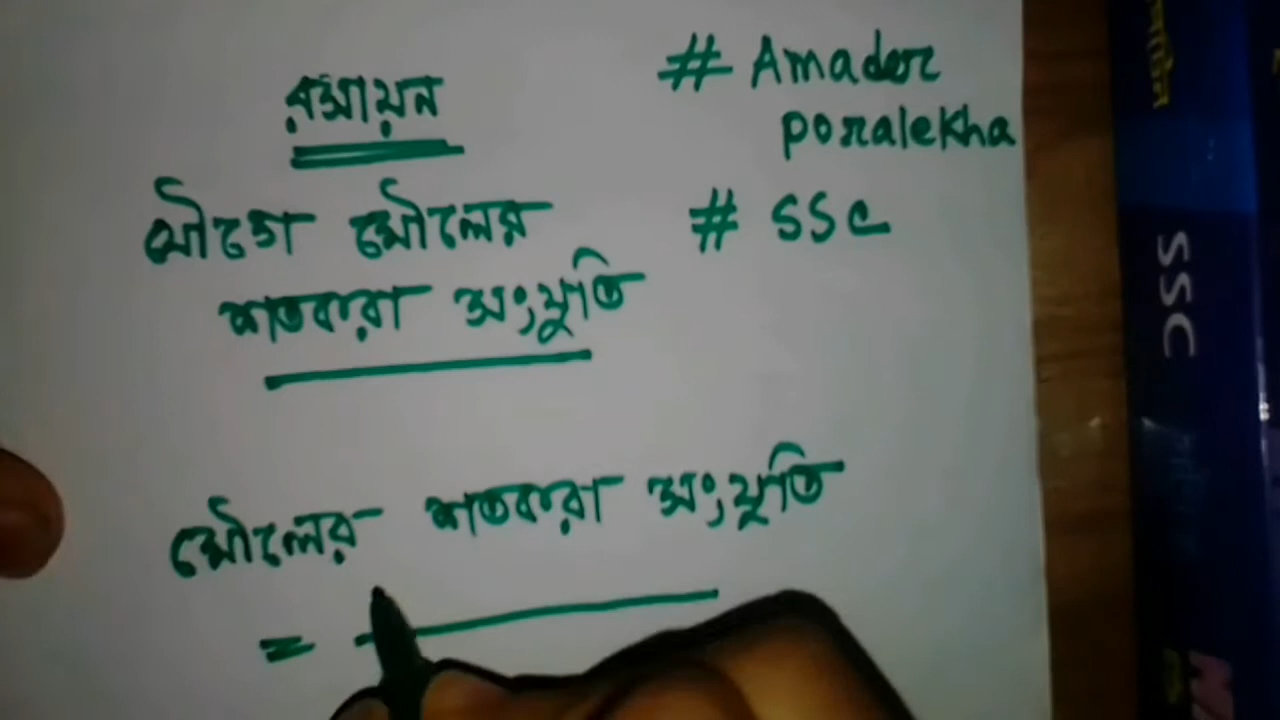 রসায়ন
# Amader
poralekha
যৌগে মৌলের
# SSC
শতকরা সংযুতি
মৌলের শতকরা সংযুতি
=
SSC